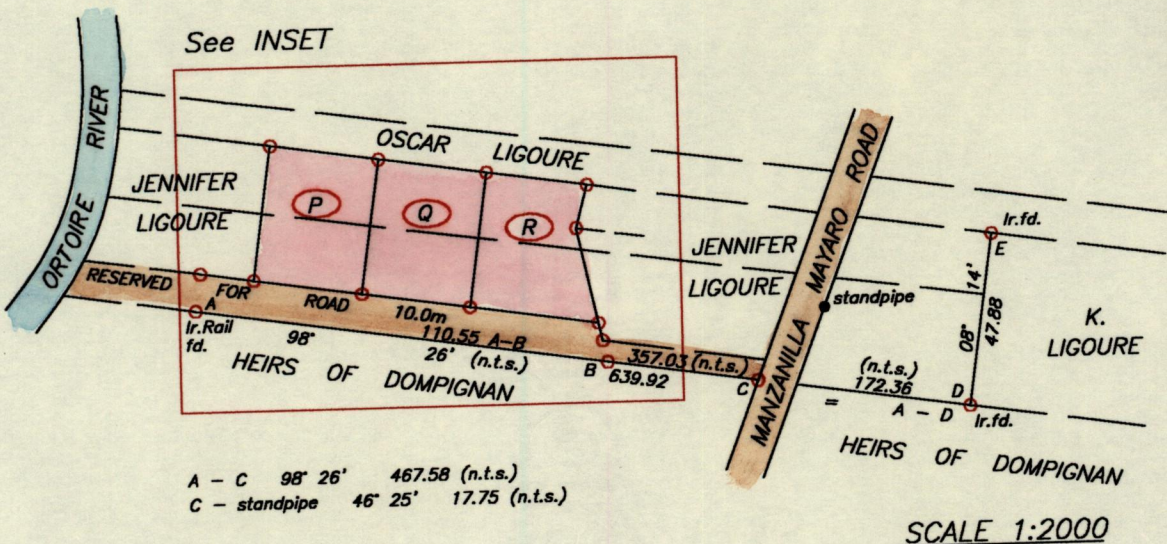 See INSET
ORTOIRE RIVER
OSCAR LIGOURE
JENNIFER
LIGOURE
P
Q
R
JENNIFER
LIGOURE
MANZANILLA MAYARO ROAD
standpipe
Ir.fd.
E
08° 14'
47.88
K.
LIGOURE
RESERVED FOR ROAD
10.0m
A
Ir.Rail
fd.
110.55 A-B
98° 26' (n.t.s.)
B
357.03 (n.t.s.)
639.92
C
(n.t.s.)
172.36
= A - D
D
Ir.fd.
HEIRS OF DOMPIGNAN
HEIRS OF DOMPIGNAN
A - C 98° 26' 467.58 (n.t.s.)
C - standpipe 46° 25' 17.75 (n.t.s.)
SCALE 1:2000